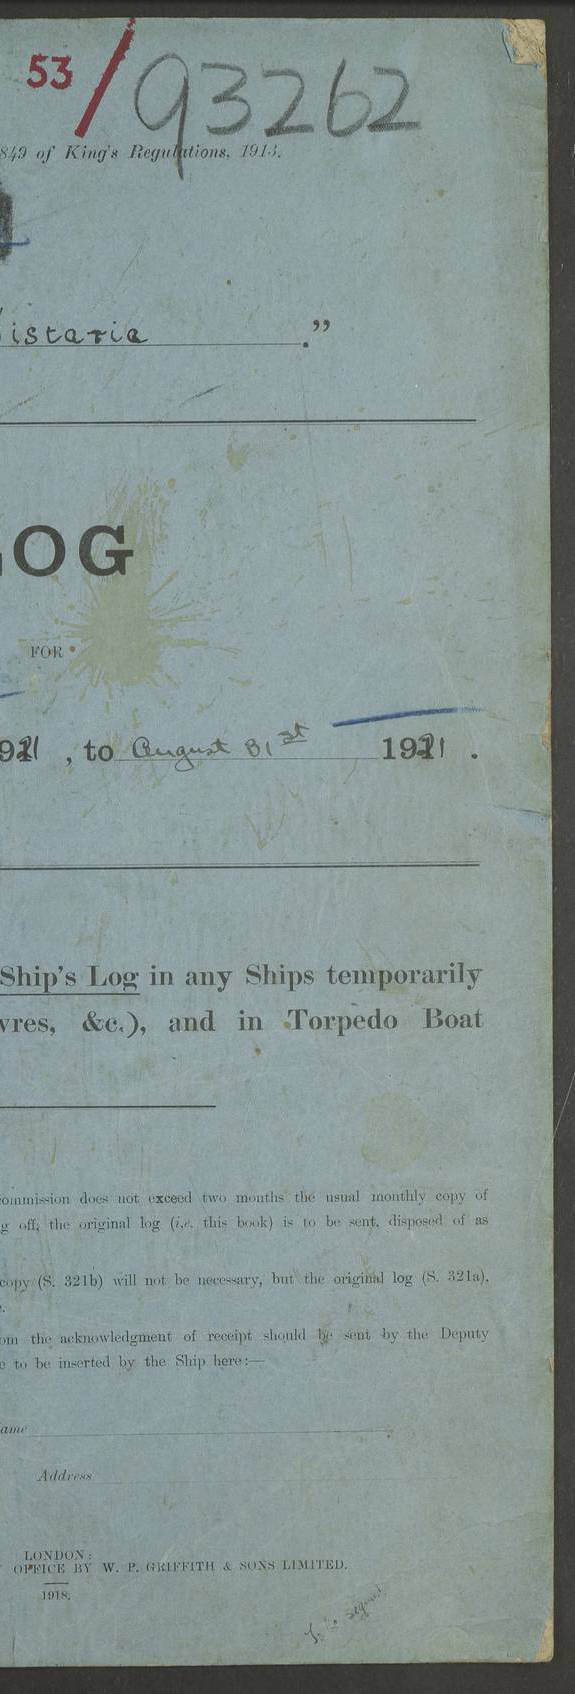 53/93262
849 of King's Regulations, 1913.
istaria ."
OG
FOR
1921, to August 31st 1921.
Ship's Log in any Ships temporarily
vres, &c.), and in Torpedo Boat
commission does not exceed two months the usual monthly copy of
g off, the original log (i.e. this book) is to be sent, disposed of as
copy (S. 321b) will not be necessary, but the original log (S. 321a),
om the acknowledgment of receipt should be sent by the Deputy
e to be inserted by the Ship here:—
ame
Address
LONDON:
OFFICE BY W. P. GRIFFITH & SONS LIMITED.
1918.